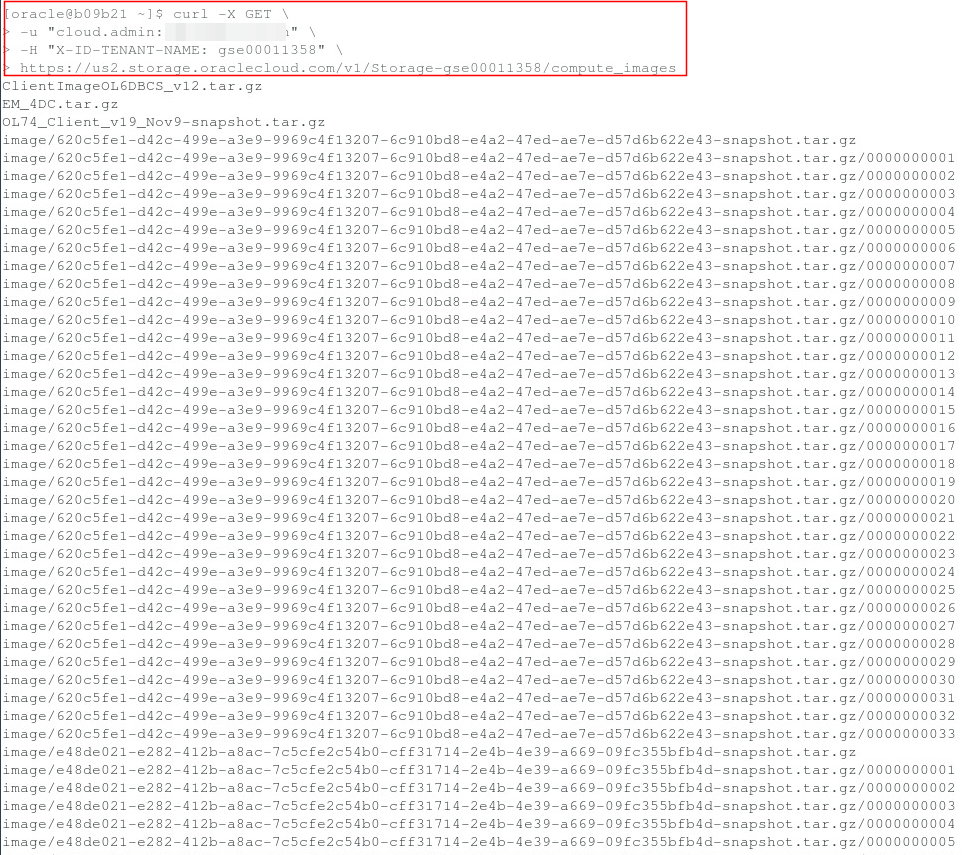 [oracle@b09b21 ~]$ curl -X GET \
> -u "cloud.admin: " \
> -H "X-ID-TENANT-NAME: gse00011358" \
> https://us2.storage.oraclecloud.com/v1/Storage-gse00011358/compute_images
ClientImageOL6DBCS_v12.tar.gz
EM_4DC.tar.gz
OL74_Client_v19_Nov9-snapshot.tar.gz
image/620c5fe1-d42c-499e-a3e9-9969c4f13207-6c910bd8-e4a2-47ed-ae7e-d57d6b622e43-snapshot.tar.gz
image/620c5fe1-d42c-499e-a3e9-9969c4f13207-6c910bd8-e4a2-47ed-ae7e-d57d6b622e43-snapshot.tar.gz/0000000001
image/620c5fe1-d42c-499e-a3e9-9969c4f13207-6c910bd8-e4a2-47ed-ae7e-d57d6b622e43-snapshot.tar.gz/0000000002
image/620c5fe1-d42c-499e-a3e9-9969c4f13207-6c910bd8-e4a2-47ed-ae7e-d57d6b622e43-snapshot.tar.gz/0000000003
image/620c5fe1-d42c-499e-a3e9-9969c4f13207-6c910bd8-e4a2-47ed-ae7e-d57d6b622e43-snapshot.tar.gz/0000000004
image/620c5fe1-d42c-499e-a3e9-9969c4f13207-6c910bd8-e4a2-47ed-ae7e-d57d6b622e43-snapshot.tar.gz/0000000005
image/620c5fe1-d42c-499e-a3e9-9969c4f13207-6c910bd8-e4a2-47ed-ae7e-d57d6b622e43-snapshot.tar.gz/0000000006
image/620c5fe1-d42c-499e-a3e9-9969c4f13207-6c910bd8-e4a2-47ed-ae7e-d57d6b622e43-snapshot.tar.gz/0000000007
image/620c5fe1-d42c-499e-a3e9-9969c4f13207-6c910bd8-e4a2-47ed-ae7e-d57d6b622e43-snapshot.tar.gz/0000000008
image/620c5fe1-d42c-499e-a3e9-9969c4f13207-6c910bd8-e4a2-47ed-ae7e-d57d6b622e43-snapshot.tar.gz/0000000009
image/620c5fe1-d42c-499e-a3e9-9969c4f13207-6c910bd8-e4a2-47ed-ae7e-d57d6b622e43-snapshot.tar.gz/0000000010
image/620c5fe1-d42c-499e-a3e9-9969c4f13207-6c910bd8-e4a2-47ed-ae7e-d57d6b622e43-snapshot.tar.gz/0000000011
image/620c5fe1-d42c-499e-a3e9-9969c4f13207-6c910bd8-e4a2-47ed-ae7e-d57d6b622e43-snapshot.tar.gz/0000000012
image/620c5fe1-d42c-499e-a3e9-9969c4f13207-6c910bd8-e4a2-47ed-ae7e-d57d6b622e43-snapshot.tar.gz/0000000013
image/620c5fe1-d42c-499e-a3e9-9969c4f13207-6c910bd8-e4a2-47ed-ae7e-d57d6b622e43-snapshot.tar.gz/0000000014
image/620c5fe1-d42c-499e-a3e9-9969c4f13207-6c910bd8-e4a2-47ed-ae7e-d57d6b622e43-snapshot.tar.gz/0000000015
image/620c5fe1-d42c-499e-a3e9-9969c4f13207-6c910bd8-e4a2-47ed-ae7e-d57d6b622e43-snapshot.tar.gz/0000000016
image/620c5fe1-d42c-499e-a3e9-9969c4f13207-6c910bd8-e4a2-47ed-ae7e-d57d6b622e43-snapshot.tar.gz/0000000017
image/620c5fe1-d42c-499e-a3e9-9969c4f13207-6c910bd8-e4a2-47ed-ae7e-d57d6b622e43-snapshot.tar.gz/0000000018
image/620c5fe1-d42c-499e-a3e9-9969c4f13207-6c910bd8-e4a2-47ed-ae7e-d57d6b622e43-snapshot.tar.gz/0000000019
image/620c5fe1-d42c-499e-a3e9-9969c4f13207-6c910bd8-e4a2-47ed-ae7e-d57d6b622e43-snapshot.tar.gz/0000000020
image/620c5fe1-d42c-499e-a3e9-9969c4f13207-6c910bd8-e4a2-47ed-ae7e-d57d6b622e43-snapshot.tar.gz/0000000021
image/620c5fe1-d42c-499e-a3e9-9969c4f13207-6c910bd8-e4a2-47ed-ae7e-d57d6b622e43-snapshot.tar.gz/0000000022
image/620c5fe1-d42c-499e-a3e9-9969c4f13207-6c910bd8-e4a2-47ed-ae7e-d57d6b622e43-snapshot.tar.gz/0000000023
image/620c5fe1-d42c-499e-a3e9-9969c4f13207-6c910bd8-e4a2-47ed-ae7e-d57d6b622e43-snapshot.tar.gz/0000000024
image/620c5fe1-d42c-499e-a3e9-9969c4f13207-6c910bd8-e4a2-47ed-ae7e-d57d6b622e43-snapshot.tar.gz/0000000025
image/620c5fe1-d42c-499e-a3e9-9969c4f13207-6c910bd8-e4a2-47ed-ae7e-d57d6b622e43-snapshot.tar.gz/0000000026
image/620c5fe1-d42c-499e-a3e9-9969c4f13207-6c910bd8-e4a2-47ed-ae7e-d57d6b622e43-snapshot.tar.gz/0000000027
image/620c5fe1-d42c-499e-a3e9-9969c4f13207-6c910bd8-e4a2-47ed-ae7e-d57d6b622e43-snapshot.tar.gz/0000000028
image/620c5fe1-d42c-499e-a3e9-9969c4f13207-6c910bd8-e4a2-47ed-ae7e-d57d6b622e43-snapshot.tar.gz/0000000029
image/620c5fe1-d42c-499e-a3e9-9969c4f13207-6c910bd8-e4a2-47ed-ae7e-d57d6b622e43-snapshot.tar.gz/0000000030
image/620c5fe1-d42c-499e-a3e9-9969c4f13207-6c910bd8-e4a2-47ed-ae7e-d57d6b622e43-snapshot.tar.gz/0000000031
image/620c5fe1-d42c-499e-a3e9-9969c4f13207-6c910bd8-e4a2-47ed-ae7e-d57d6b622e43-snapshot.tar.gz/0000000032
image/620c5fe1-d42c-499e-a3e9-9969c4f13207-6c910bd8-e4a2-47ed-ae7e-d57d6b622e43-snapshot.tar.gz/0000000033
image/e48de021-e282-412b-a8ac-7c5cfe2c54b0-cff31714-2e4b-4e39-a669-09fc355bfb4d-snapshot.tar.gz
image/e48de021-e282-412b-a8ac-7c5cfe2c54b0-cff31714-2e4b-4e39-a669-09fc355bfb4d-snapshot.tar.gz/0000000001
image/e48de021-e282-412b-a8ac-7c5cfe2c54b0-cff31714-2e4b-4e39-a669-09fc355bfb4d-snapshot.tar.gz/0000000002
image/e48de021-e282-412b-a8ac-7c5cfe2c54b0-cff31714-2e4b-4e39-a669-09fc355bfb4d-snapshot.tar.gz/0000000003
image/e48de021-e282-412b-a8ac-7c5cfe2c54b0-cff31714-2e4b-4e39-a669-09fc355bfb4d-snapshot.tar.gz/0000000004
image/e48de021-e282-412b-a8ac-7c5cfe2c54b0-cff31714-2e4b-4e39-a669-09fc355bfb4d-snapshot.tar.gz/0000000005